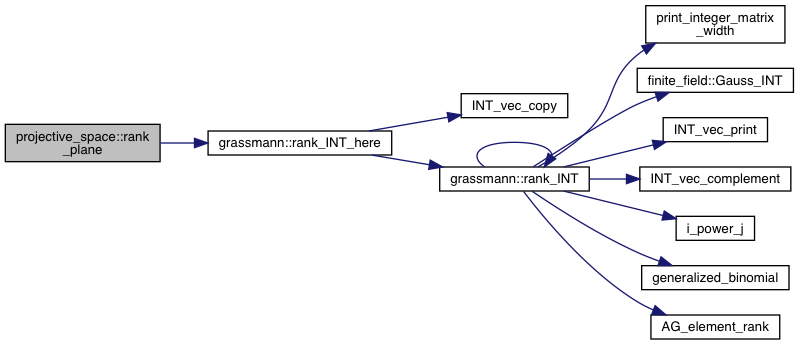 projective_space::rank
_plane
grassmann::rank_INT_here
INT_vec_copy
grassmann::rank_INT
print_integer_matrix
_width
finite_field::Gauss_INT
INT_vec_print
INT_vec_complement
i_power_j
generalized_binomial
AG_element_rank